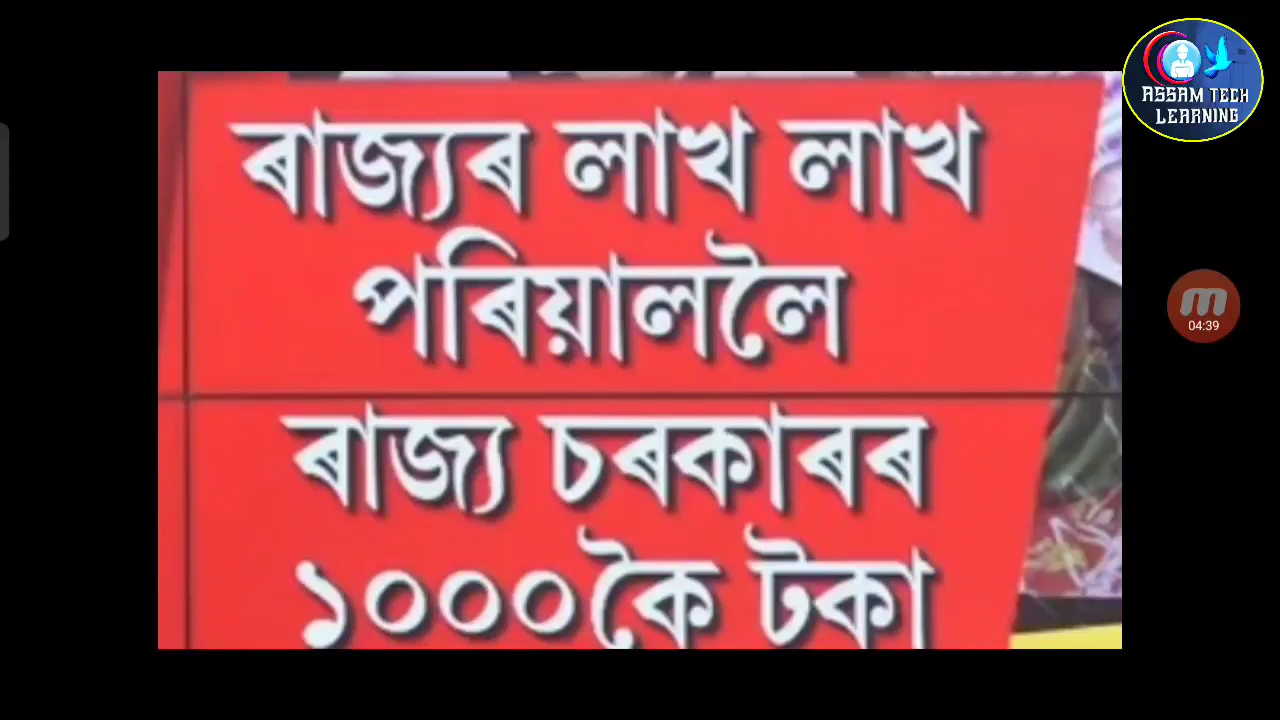 ৰাজ্যৰ লাখ লাখ
পৰিয়াললৈ
ৰাজ্য চৰকাৰৰ
১০০০কৈ টকা
ASSAM TECH
LEARNING
04:39